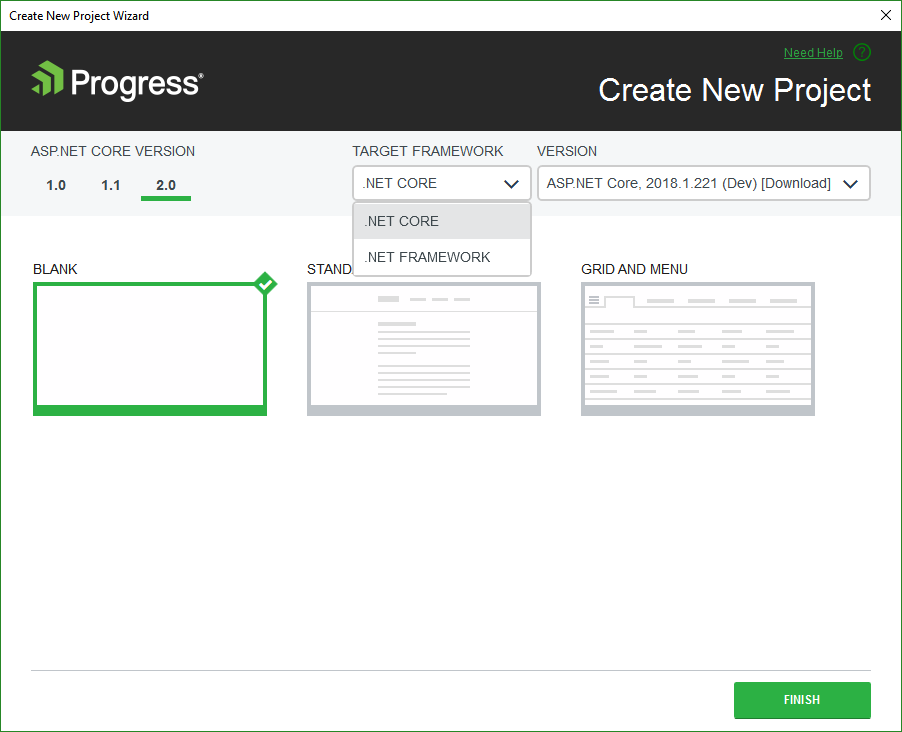 Create New Project Wizard
Need Help ?
Progress®
Create New Project
ASP.NET CORE VERSION
TARGET FRAMEWORK
VERSION
1.0 1.1 2.0
.NET CORE
ASP.NET Core, 2018.1.221 (Dev) [Download]
.NET CORE
.NET FRAMEWORK
BLANK
STAND
GRID AND MENU
FINISH